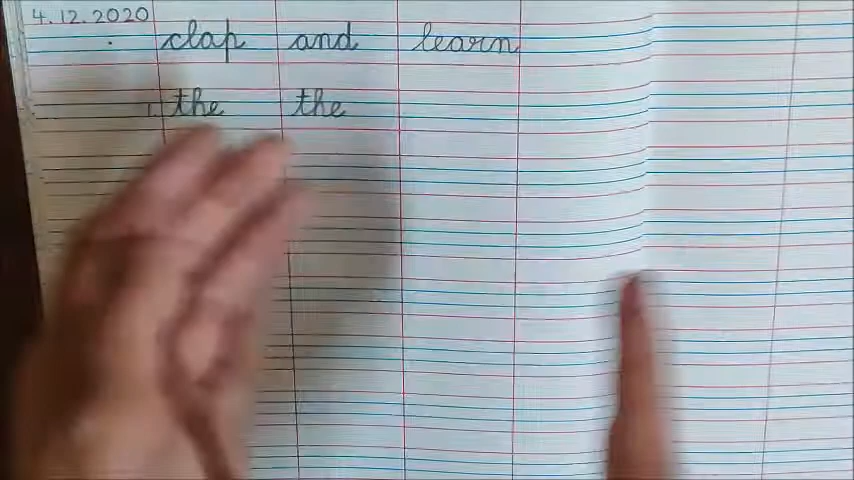 4.12.2020
clap and learn
the the